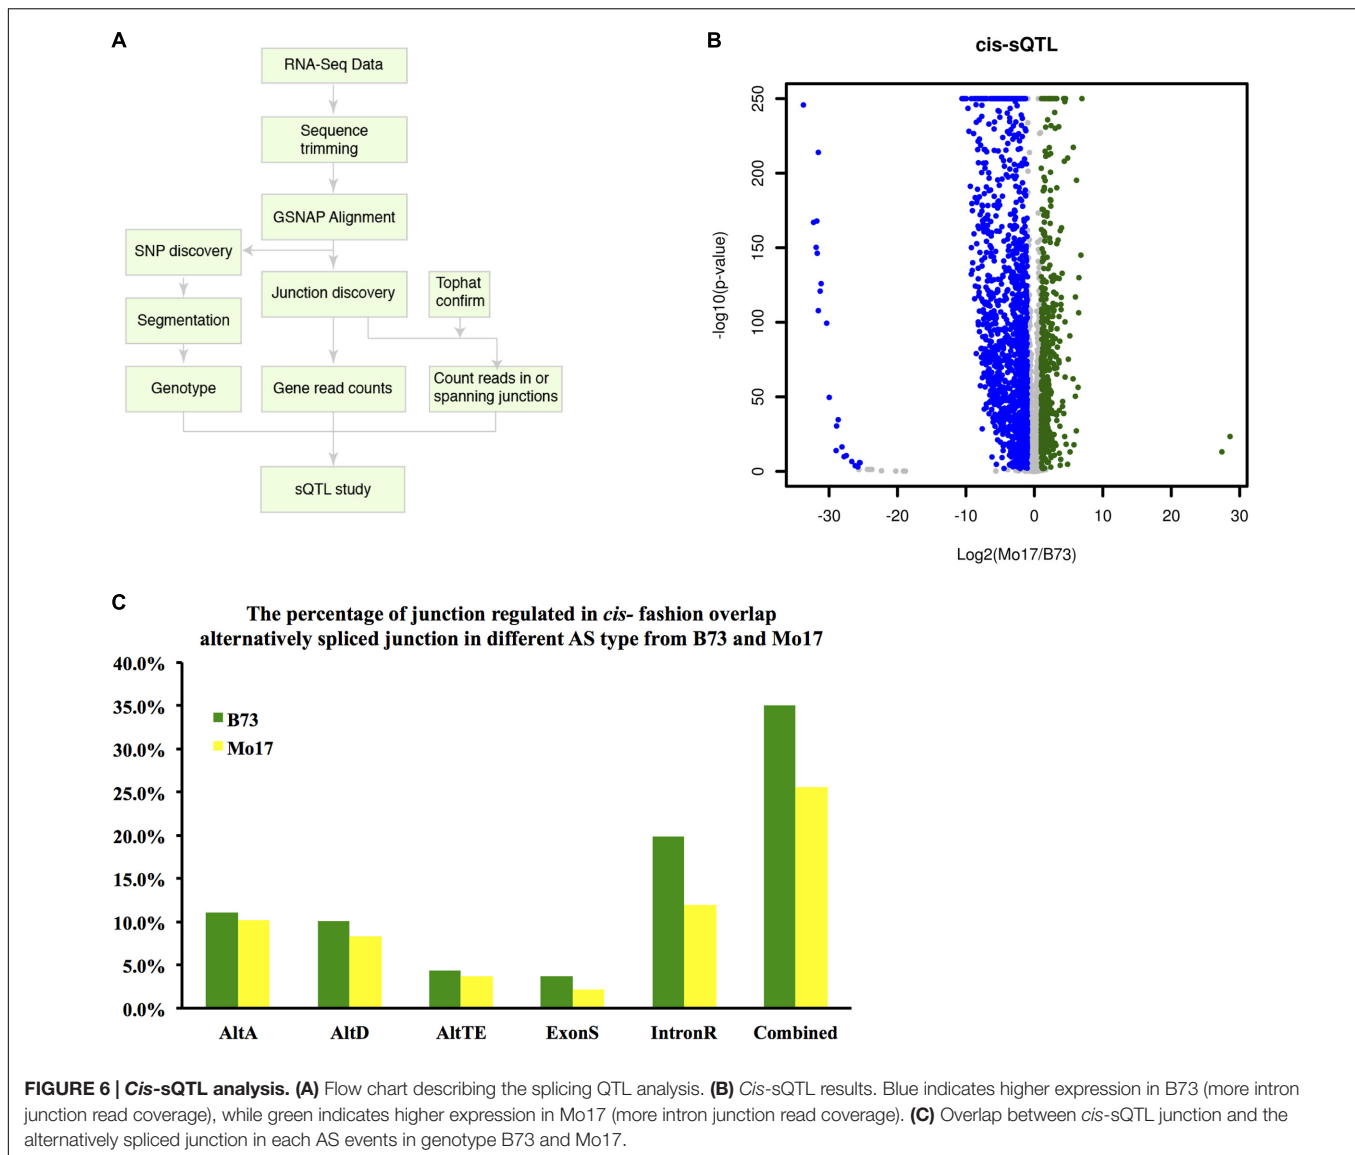 A
RNA-Seq Data
Sequence
trimming
GSNAP Alignment
SNP discovery
Junction discovery
Tophat
confirm
Segmentation
Genotype
Gene read counts
Count reads in or
spanning junctions
sQTL study
B
cis-sQTL
250
200
150
100
50
0
-log10(p-value)
-30 -20 -10 0 10 20 30
Log2(Mo17/B73)
C
The percentage of junction regulated in cis- fashion overlap
alternatively spliced junction in different AS type from B73 and Mo17
40.0%
35.0%
30.0%
25.0%
20.0%
15.0%
10.0%
5.0%
0.0%
B73
Mo17
AltA AltD AltTE ExonS IntronR Combined
FIGURE 6 | Cis-sQTL analysis. (A) Flow chart describing the splicing QTL analysis. (B) Cis-sQTL results. Blue indicates higher expression in B73 (more intron
junction read coverage), while green indicates higher expression in Mo17 (more intron junction read coverage). (C) Overlap between cis-sQTL junction and the
alternatively spliced junction in each AS events in genotype B73 and Mo17.